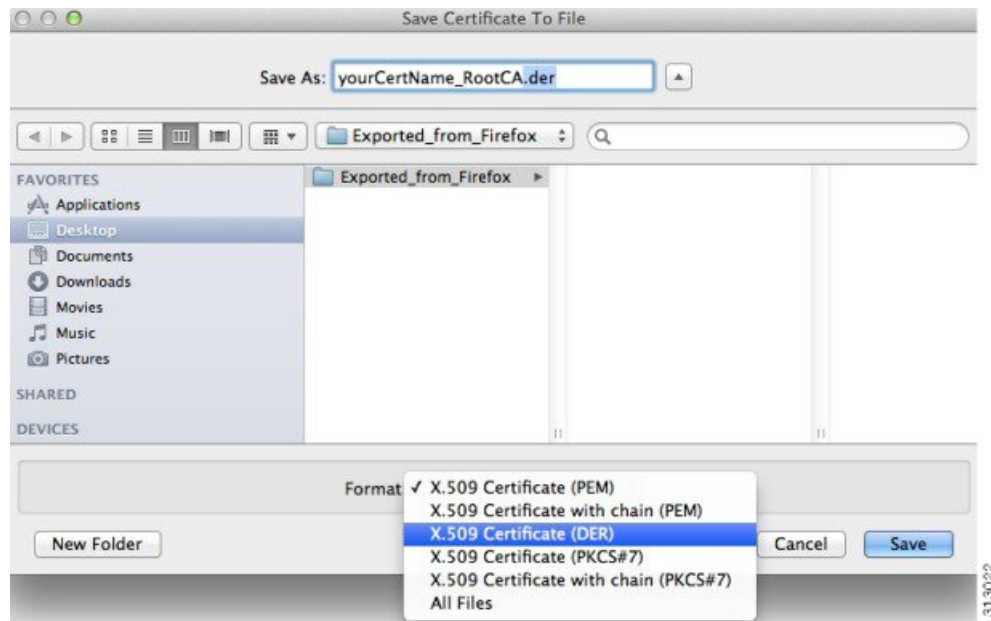 Save Certificate To File
Save As: yourCertName_RootCA.der
Exported_from_Firefox
FAVORITES
Applications
Desktop
Documents
Downloads
Movies
Music
Pictures
SHARED
DEVICES
Exported_from_Firefox
Format ✓ X.509 Certificate (PEM)
X.509 Certificate with chain (PEM)
X.509 Certificate (DER)
X.509 Certificate (PKCS#7)
X.509 Certificate with chain (PKCS#7)
All Files
New Folder
Cancel
Save
313022